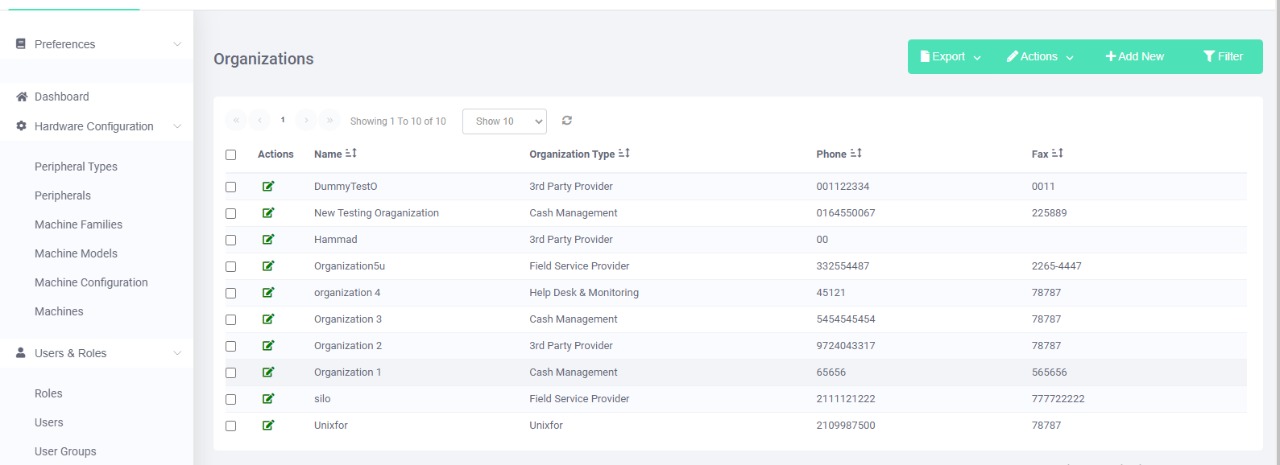 Preferences
Dashboard
Hardware Configuration
Peripheral Types
Peripherals
Machine Families
Machine Models
Machine Configuration
Machines
Users & Roles
Roles
Users
User Groups
Organizations
Export Actions Add New Filter
« ‹ 1 › » Showing 1 To 10 of 10 Show 10
Actions Name Organization Type Phone Fax
DummyTestO 3rd Party Provider 001122334 0011
New Testing Oraganization Cash Management 0164550067 225889
Hammad 3rd Party Provider 00
Organization5u Field Service Provider 332554487 2265-4447
organization 4 Help Desk & Monitoring 45121 78787
Organization 3 Cash Management 5454545454 78787
Organization 2 3rd Party Provider 9724043317 78787
Organization 1 Cash Management 65656 565656
silo Field Service Provider 2111121222 777722222
Unixfor Unixfor 2109987500 78787